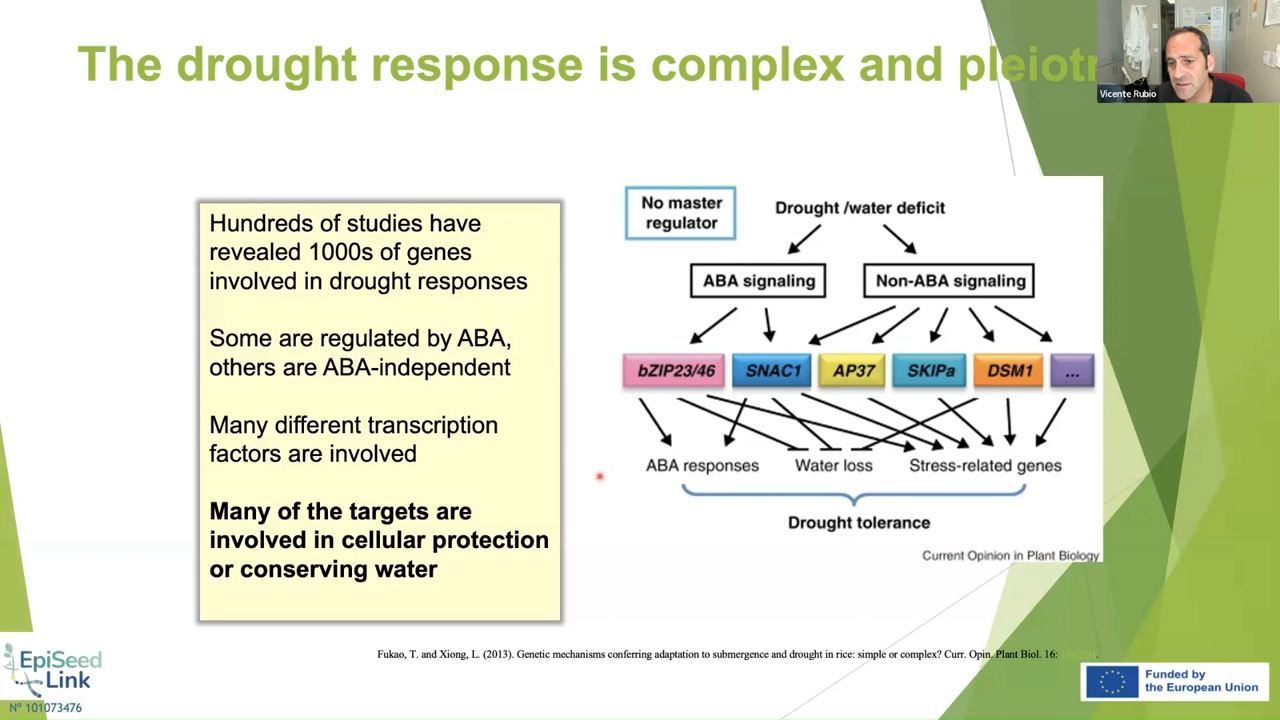 The drought response is complex and
Vicente Rubio
Hundreds of studies have
revealed 1000s of genes
involved in drought responses
Some are regulated by ABA,
others are ABA-independent
Many different transcription
factors are involved
Many of the targets are
involved in cellular protection
or conserving water
No master
regulator
Drought /water deficit
ABA signaling
Non-ABA signaling
bZIP23/46
SNAC1
AP37
SKIPa
DSM1
...
ABA responses
Water loss
Stress-related genes
Drought tolerance
Current Opinion in Plant Biology
Fukao, T. and Xiong, L. (2013). Genetic mechanisms conferring adaptation to submergence and drought in rice: simple or complex? Curr. Opin. Plant Biol. 16:
EpiSeed
Link
Nº 101073476
Funded by
the European Union